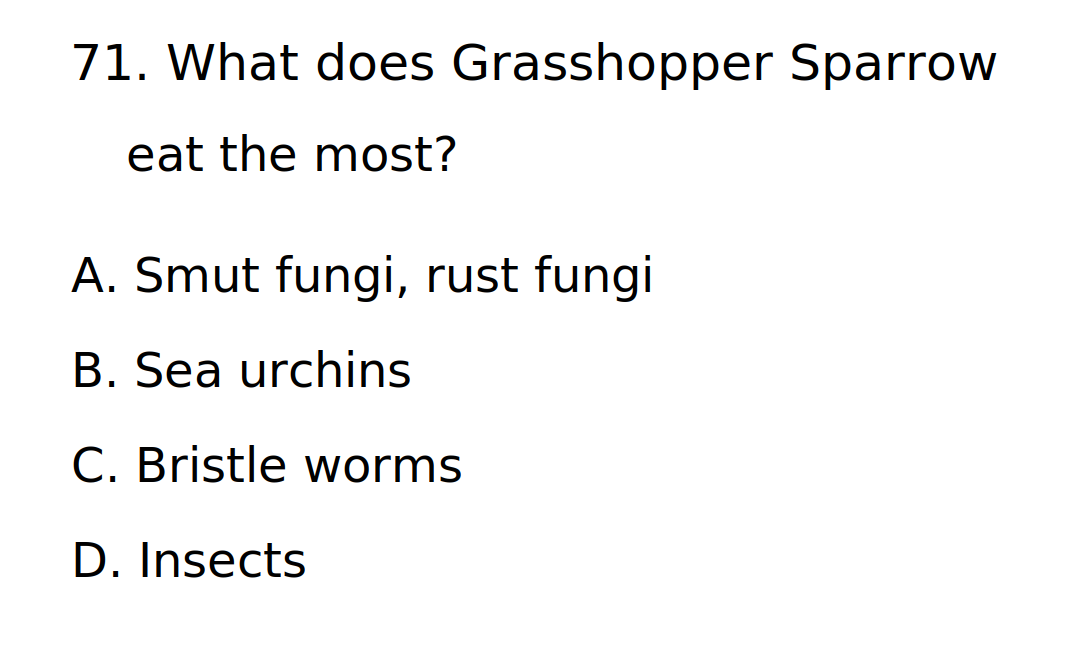 71. What does Grasshopper Sparrow
eat the most?
A. Smut fungi, rust fungi
B. Sea urchins
C. Bristle worms
D. Insects